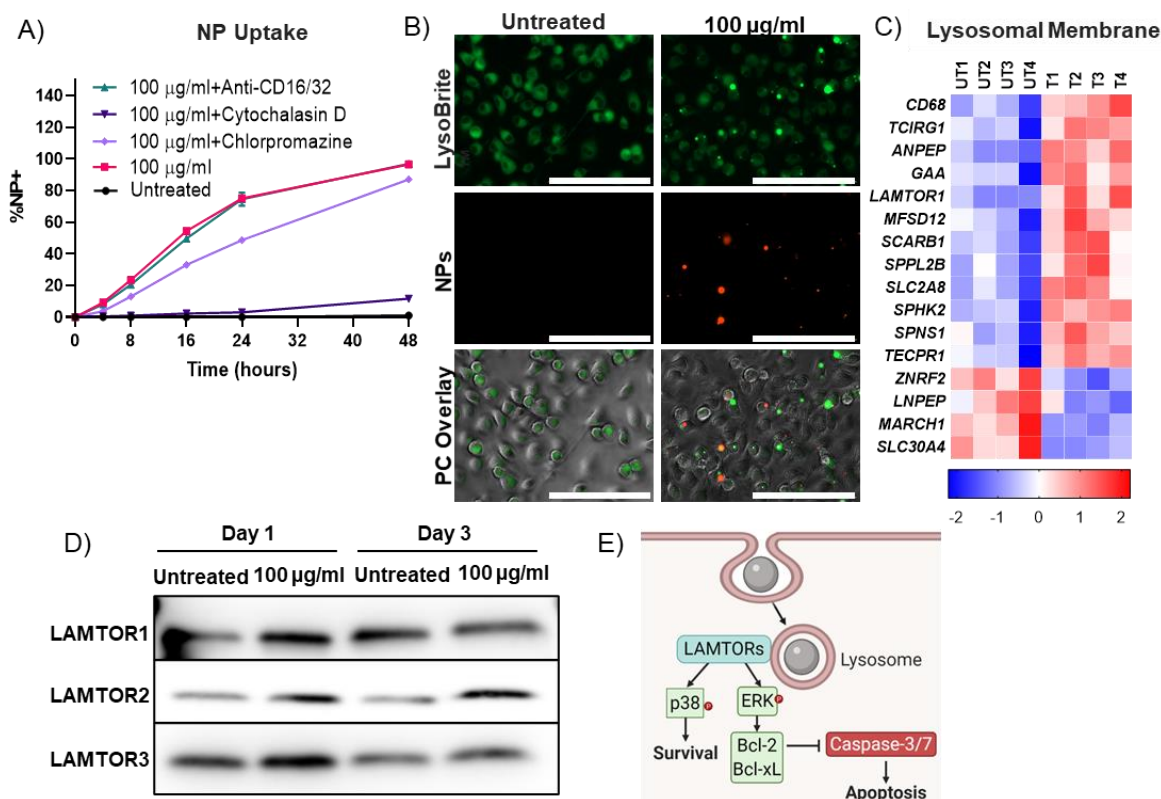 A)
NP Uptake
100 μg/ml+Anti-CD16/32
100 μg/ml+Cytochalasin D
100 μg/ml+Chlorpromazine
100 μg/ml
Untreated
%NP+
140
120
100
80
60
40
20
0
0 8 16 24 32 40 48
Time (hours)
B)
Untreated 100 μg/ml
LysoBrite
NPs
PC Overlay
C)
Lysosomal Membrane
UT1 UT2 UT3 UT4 T1 T2 T3 T4
CD68
TCIRG1
ANPEP
GAA
LAMTOR1
MFSD12
SCARB1
SPPL2B
SLC2A8
SPHK2
SPNS1
TECPR1
ZNRF2
LNPEP
MARCH1
SLC30A4
-2 -1 0 1 2
D)
Day 1 Day 3
Untreated 100 μg/ml Untreated 100 μg/ml
LAMTOR1
LAMTOR2
LAMTOR3
E)
LAMTORs
Lysosome
p38 P ERK P
Survival
Bcl-2
Bcl-xL
Caspase-3/7
Apoptosis